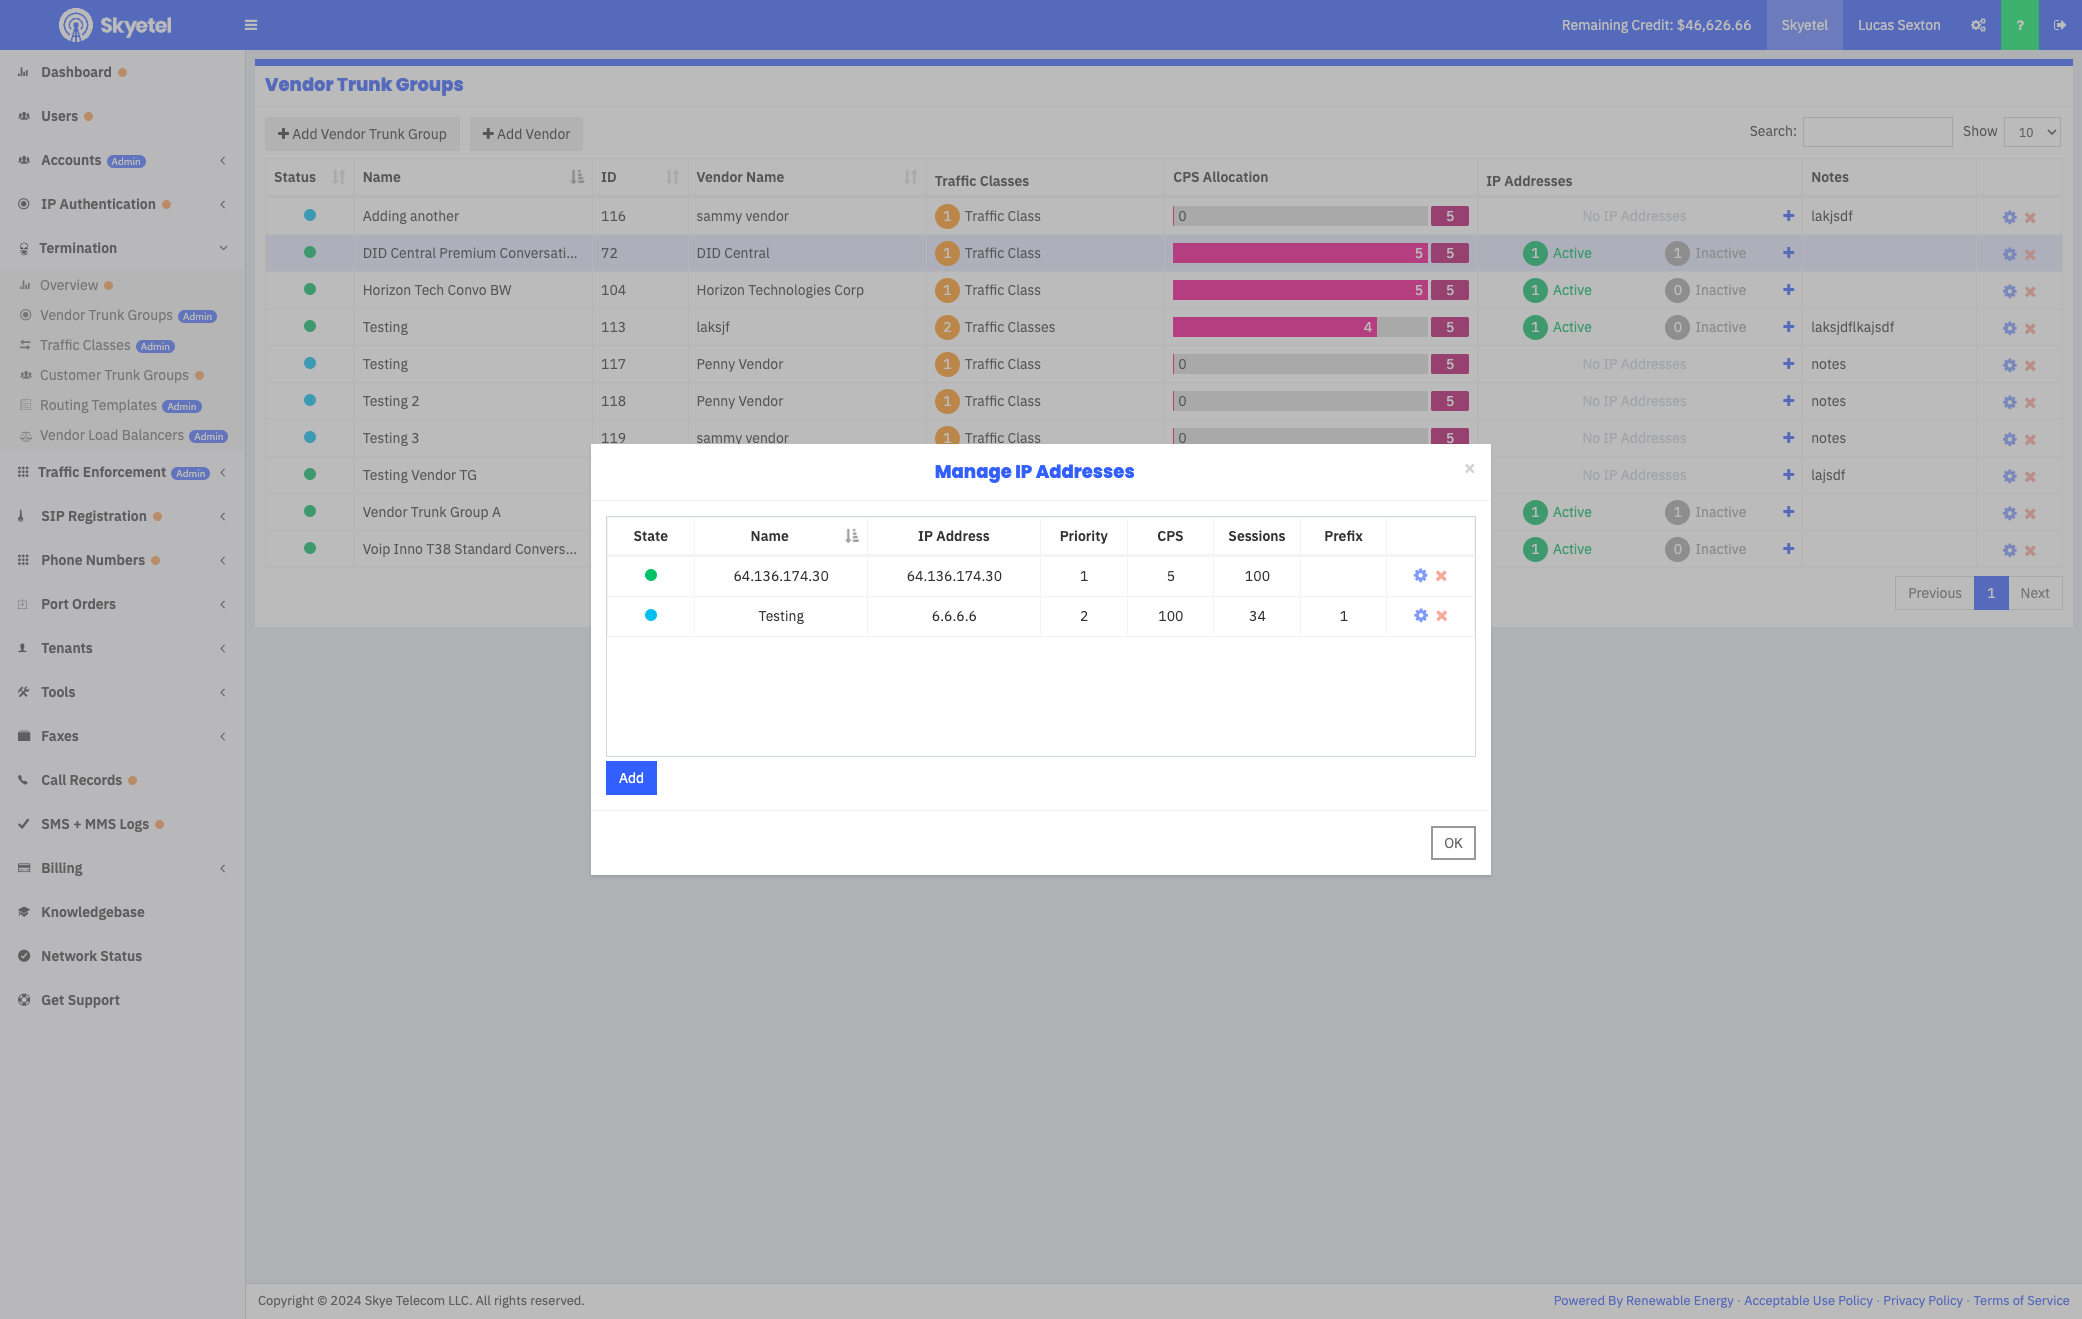 Skyetel
Remaining Credit: $46,626.66
Skyetel
Lucas Sexton
?
Dashboard
Users
Accounts Admin
IP Authentication
Termination
Overview
Vendor Trunk Groups Admin
Traffic Classes Admin
Customer Trunk Groups
Routing Templates Admin
Vendor Load Balancers Admin
Traffic Enforcement Admin
SIP Registration
Phone Numbers
Port Orders
Tenants
Tools
Faxes
Call Records
SMS + MMS Logs
Billing
Knowledgebase
Network Status
Get Support
Vendor Trunk Groups
Add Vendor Trunk Group
Add Vendor
Search:
Show 10
Status Name ID Vendor Name Traffic Classes CPS Allocation IP Addresses Notes
Adding another 116 sammy vendor 1 Traffic Class 0 5 No IP Addresses lakjsdf
DID Central Premium Conversati... 72 DID Central 1 Traffic Class 5 5 1 Active 1 Inactive
Horizon Tech Convo BW 104 Horizon Technologies Corp 1 Traffic Class 5 5 1 Active 0 Inactive
Testing 113 laksjf 2 Traffic Classes 4 5 1 Active 0 Inactive laksjdflkajsdf
Testing 117 Penny Vendor 1 Traffic Class 0 5 No IP Addresses notes
Testing 2 118 Penny Vendor 1 Traffic Class 0 5 No IP Addresses notes
Testing 3 119 sammy vendor 1 Traffic Class 0 5 No IP Addresses notes
Testing Vendor TG No IP Addresses lajsdf
Vendor Trunk Group A 1 Active 1 Inactive
Voip Inno T38 Standard Convers... 1 Active 0 Inactive
Previous 1 Next
Manage IP Addresses
×
State Name IP Address Priority CPS Sessions Prefix
64.136.174.30 64.136.174.30 1 5 100
Testing 6.6.6.6 2 100 34 1
Add
OK
Copyright © 2024 Skye Telecom LLC. All rights reserved.
Powered By Renewable Energy · Acceptable Use Policy · Privacy Policy · Terms of Service